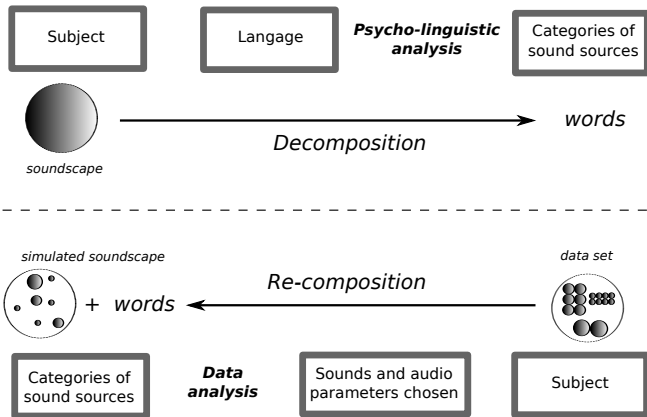 Subject
Langage
Psycho-linguistic
analysis
Categories of
sound sources
soundscape
Decomposition
words
simulated soundscape
+ words
Re-composition
data set
Categories of
sound sources
Data
analysis
Sounds and audio
parameters chosen
Subject